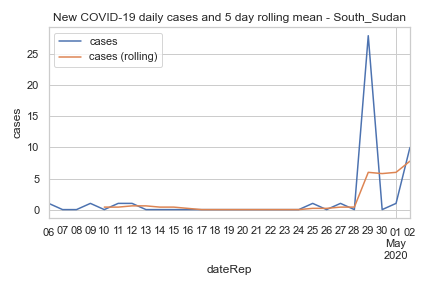 New COVID-19 daily cases and 5 day rolling mean - South_Sudan
cases
cases (rolling)
cases
25
20
15
10
5
0
06 07 08 09 10 11 12 13 14 15 16 17 18 19 20 21 22 23 24 25 26 27 28 29 30 01 02
May
2020
dateRep